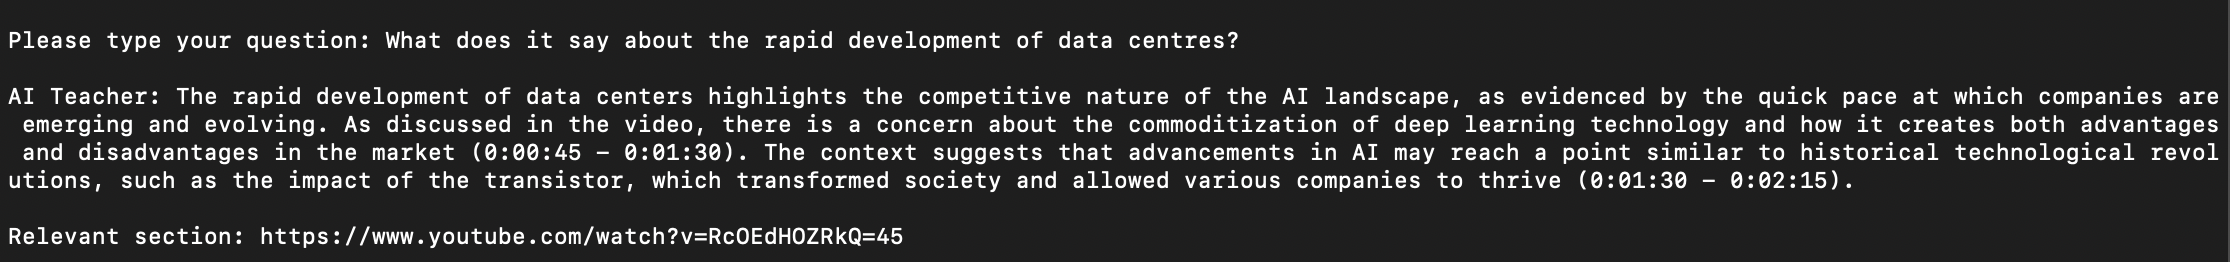 Please type your question: What does it say about the rapid development of data centres?
AI Teacher: The rapid development of data centers highlights the competitive nature of the AI landscape, as evidenced by the quick pace at which companies are
emerging and evolving. As discussed in the video, there is a concern about the commoditization of deep learning technology and how it creates both advantages
and disadvantages in the market (0:00:45 – 0:01:30). The context suggests that advancements in AI may reach a point similar to historical technological revol
utions, such as the impact of the transistor, which transformed society and allowed various companies to thrive (0:01:30 – 0:02:15).
Relevant section: https://www.youtube.com/watch?v=RcOEdHOZRkQ=45